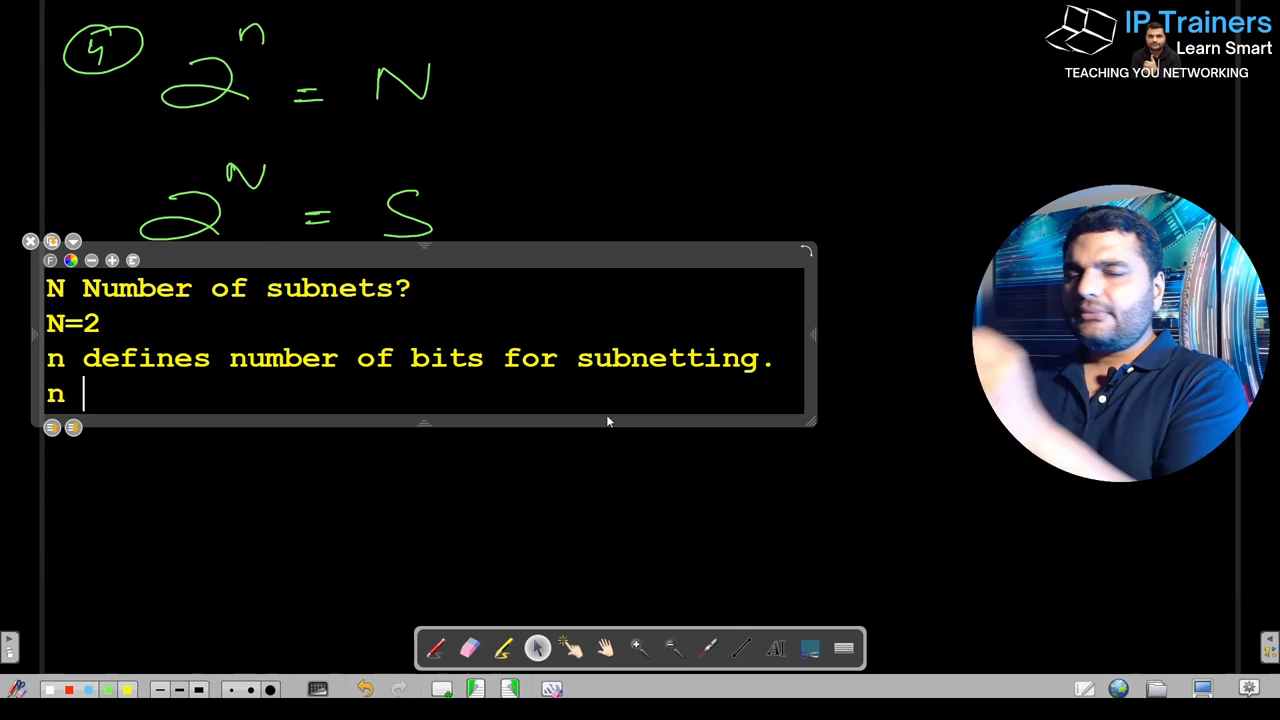 IP Trainers
Learn Smart
TEACHING YOU NETWORKING
2^n = N
2^N = S
N Number of subnets?
N=2
n defines number of bits for subnetting.
n
F
AI